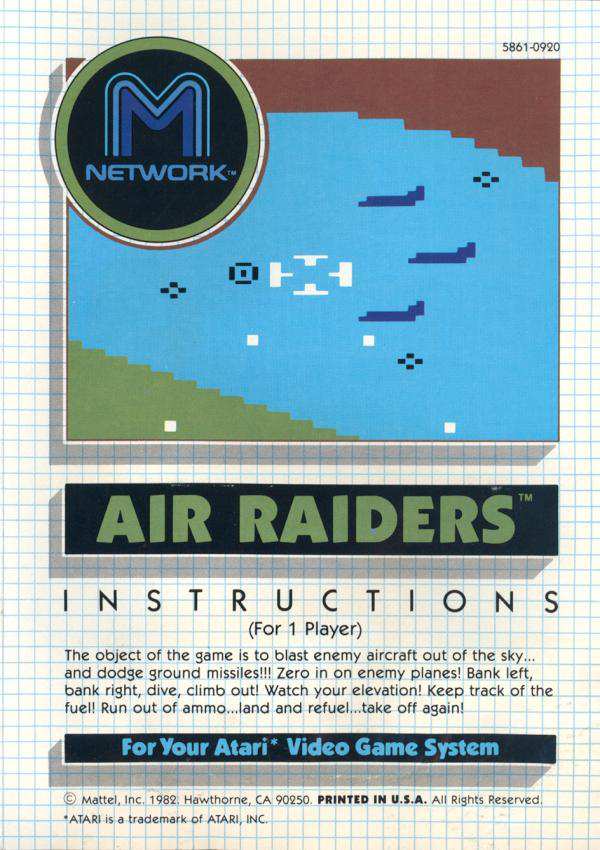 5861-0920
M
NETWORK™
AIR RAIDERS™
INSTRUCTIONS
(For 1 Player)
The object of the game is to blast enemy aircraft out of the sky...
and dodge ground missiles!!! Zero in on enemy planes! Bank left,
bank right, dive, climb out! Watch your elevation! Keep track of the
fuel! Run out of ammo...land and refuel...take off again!
For Your Atari* Video Game System
© Mattel, Inc. 1982. Hawthorne, CA 90250. PRINTED IN U.S.A. All Rights Reserved.
*ATARI is a trademark of ATARI, INC.